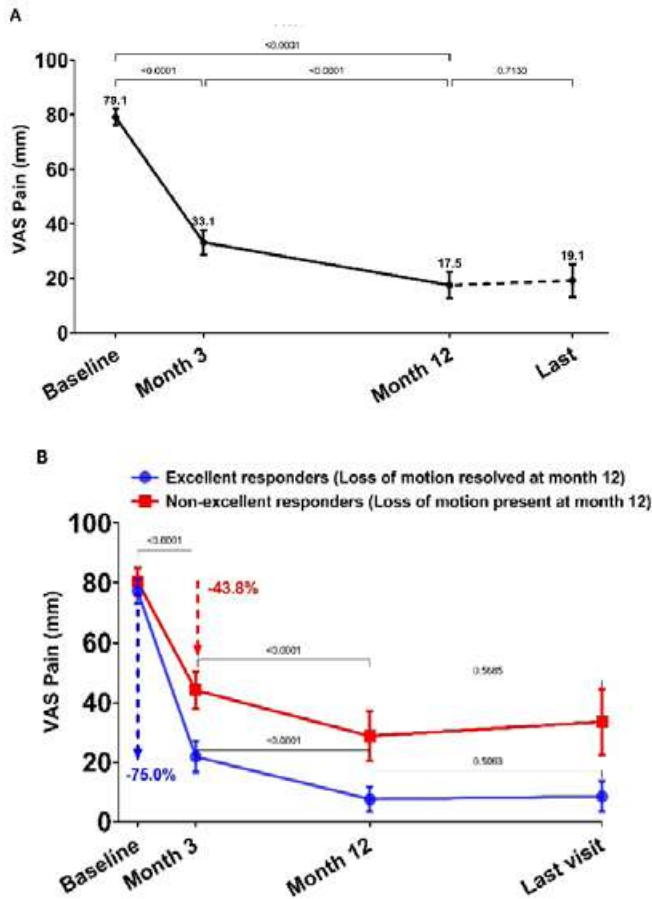 A
<0.0001
<0.0001
<0.0001
0.7130
100
80
60
40
20
0
VAS Pain (mm)
79.1
33.1
17.5
19.1
Baseline
Month 3
Month 12
Last
B
Excellent responders (Loss of motion resolved at month 12)
Non-excellent responders (Loss of motion present at month 12)
100
80
60
40
20
0
VAS Pain (mm)
<0.0001
-43.8%
<0.0001
0.5685
<0.0001
0.5063
-75.0%
Baseline
Month 3
Month 12
Last visit